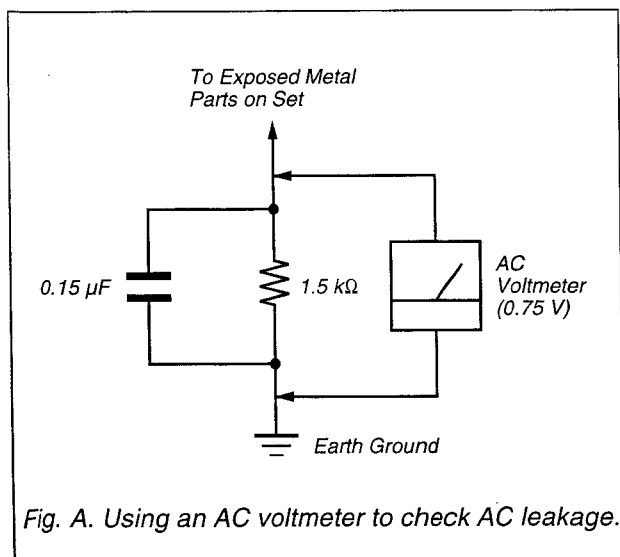 To Exposed Metal
Parts on Set
0.15 µF
1.5 kΩ
AC
Voltmeter
(0.75 V)
Earth Ground
Fig. A. Using an AC voltmeter to check AC leakage.